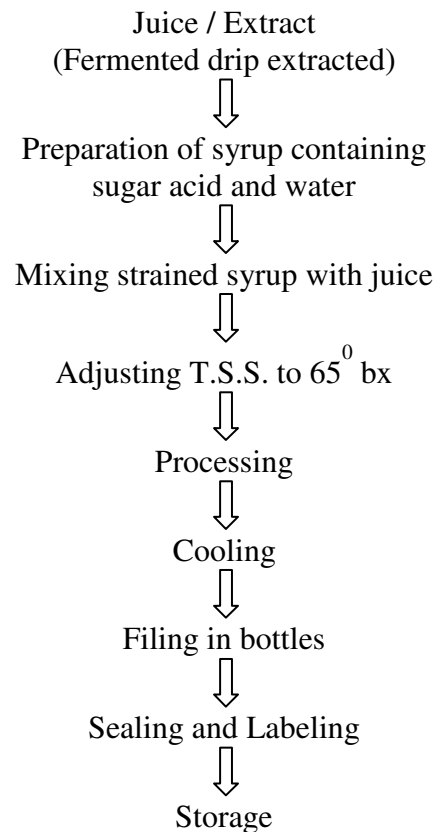 Juice / Extract
(Fermented drip extracted)
Preparation of syrup containing
sugar acid and water
Mixing strained syrup with juice
Adjusting T.S.S. to 65⁰ bx
Processing
Cooling
Filing in bottles
Sealing and Labeling
Storage